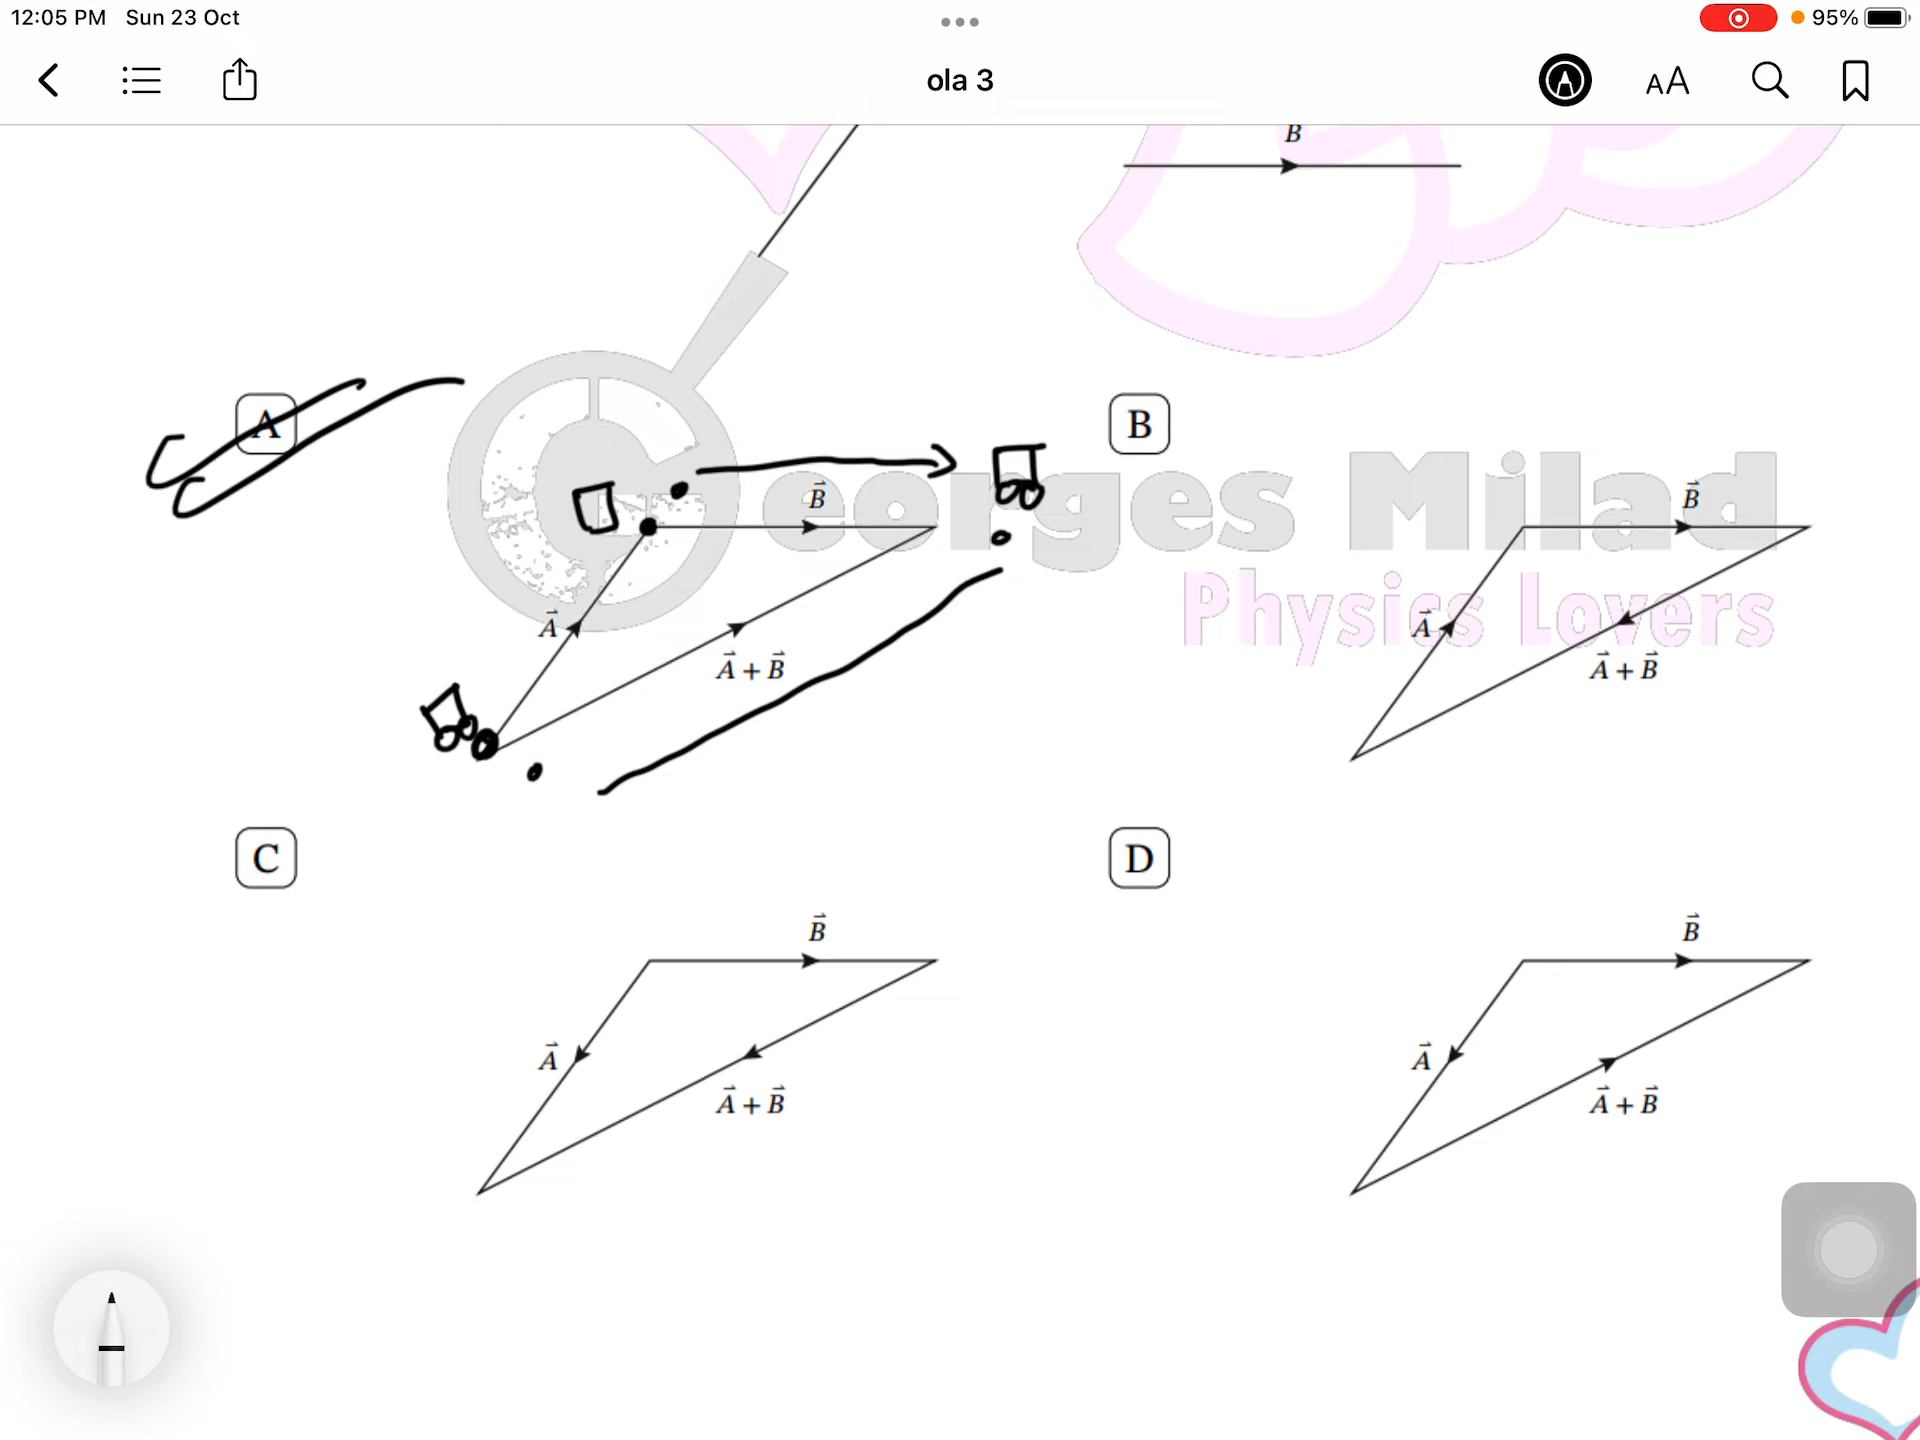 12:05 PM Sun 23 Oct
95%
ola 3
AA
B
A
B
Georges Milad
Physics Lovers
B⃗
A⃗
A⃗ + B⃗
B⃗
A⃗
A⃗ + B⃗
C
D
B⃗
A⃗
A⃗ + B⃗
B⃗
A⃗
A⃗ + B⃗